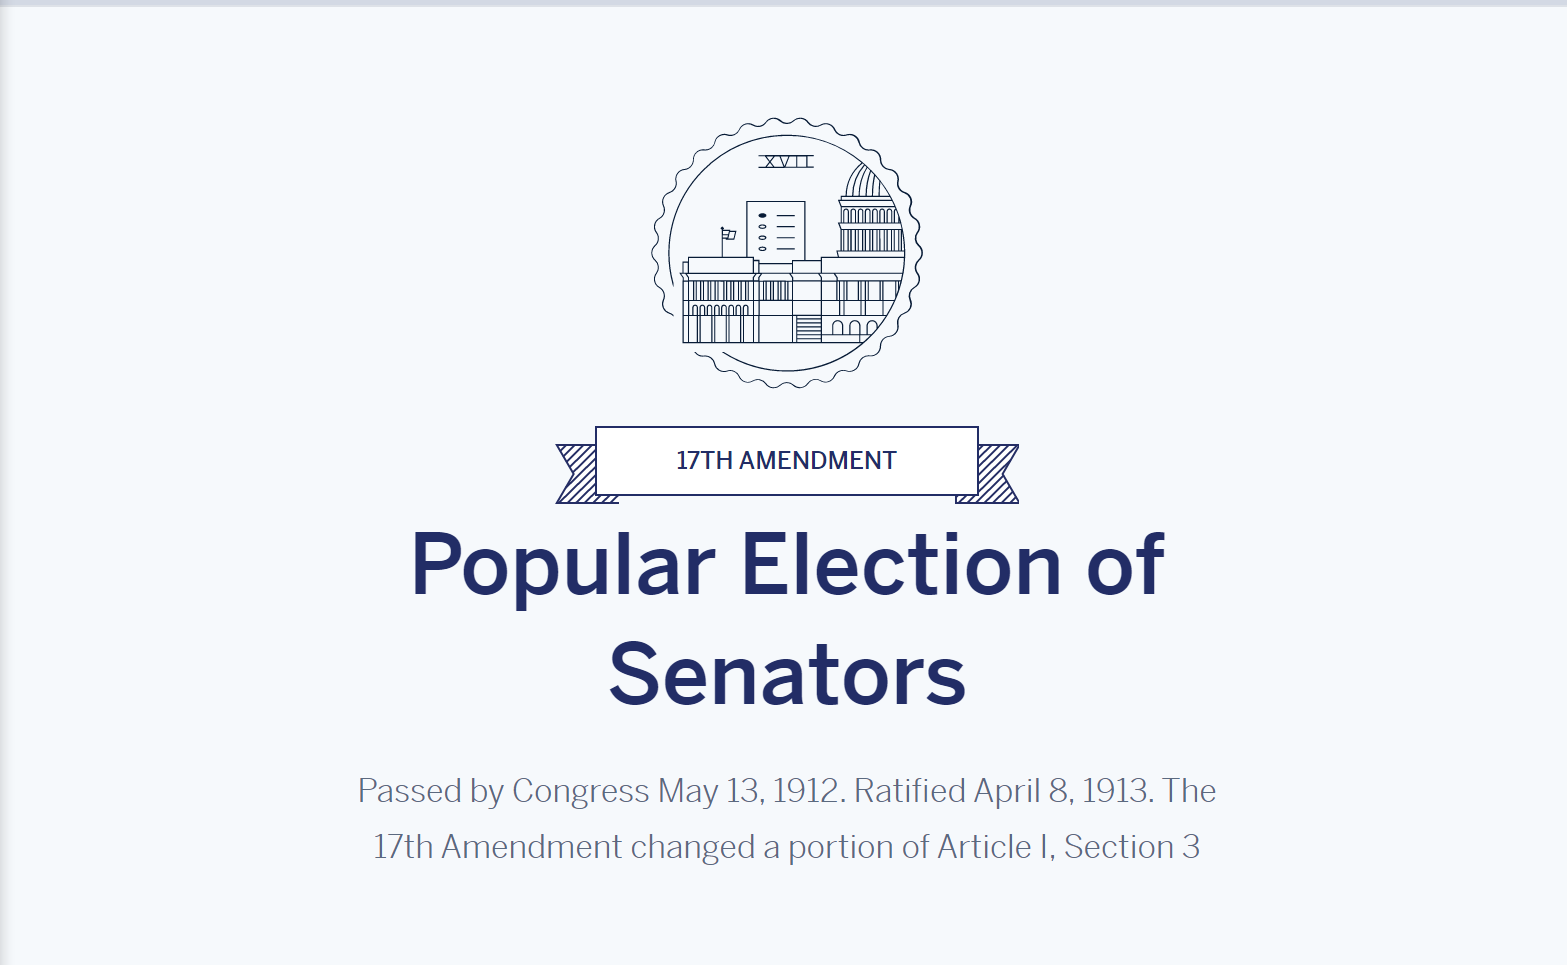 XVII
17TH AMENDMENT
Popular Election of
Senators
Passed by Congress May 13, 1912. Ratified April 8, 1913. The
17th Amendment changed a portion of Article I, Section 3